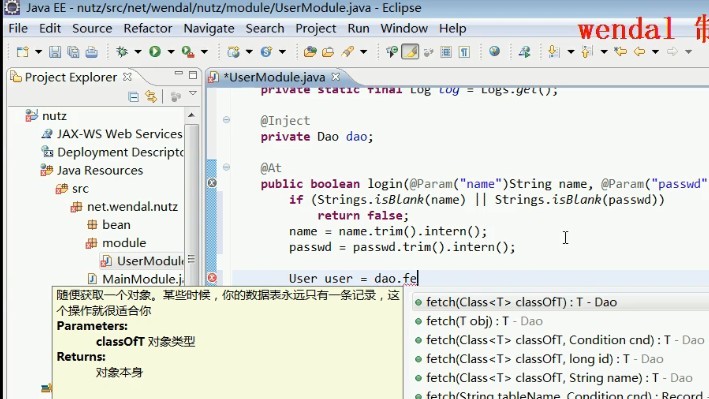 Java EE - nutz/src/net/wendal/nutz/module/UserModule.java - Eclipse
File Edit Source Refactor Navigate Search Project Run Window Help
wendal 制
Project Explorer
*UserModule.java
nutz
JAX-WS Web Services
Deployment Descripto
Java Resources
src
net.wendal.nutz
bean
module
UserModule
MainModule.j
private static final Log log = Logs.get();
@Inject
private Dao dao;
@At
public boolean login(@Param("name")String name, @Param("passwd"
if (Strings.isBlank(name) || Strings.isBlank(passwd))
return false;
name = name.trim().intern();
passwd = passwd.trim().intern();
User user = dao.fe
随便获取一个对象。某些时候，你的数据表永远只有一条记录，这
个操作就很适合你
Parameters:
classOfT 对象类型
Returns:
对象本身
fetch(Class<T> classOfT) : T - Dao
fetch(T obj) : T - Dao
fetch(Class<T> classOfT, Condition cnd) : T - Dao
fetch(Class<T> classOfT, long id) : T - Dao
fetch(Class<T> classOfT, String name) : T - Dao
fetch(String tableName, Condition cnd) : Record -